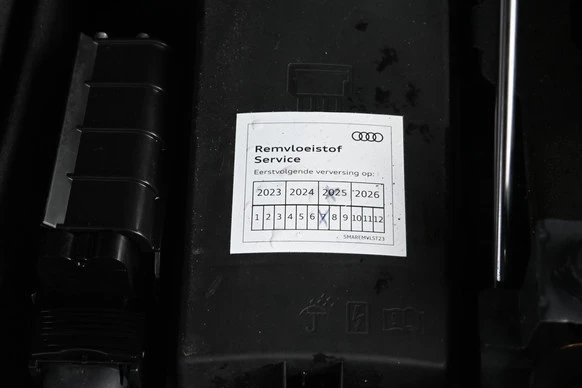 Remvloeistof
Service
Eerstvolgende verversing op:
2023 2024 2025 2026
1 2 3 4 5 6 7 8 9 10 11 12
SMAREMVLST23